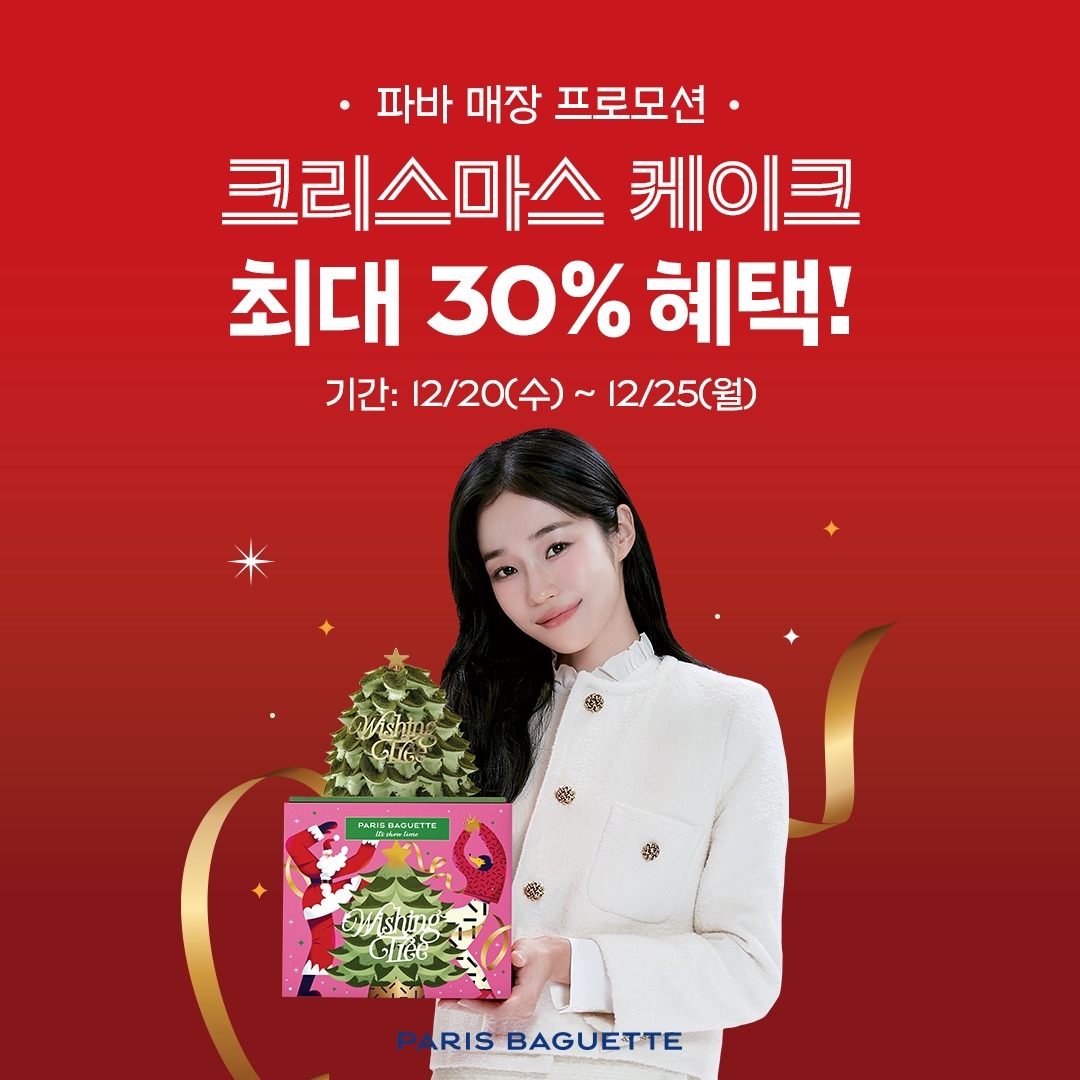 • 파바 매장 프로모션 •
크리스마스 케이크
최대 30% 혜택!
기간: 12/20(수) ~ 12/25(월)
Wishing
Tree
PARIS BAGUETTE
It's show time
Wishing
Tree
PARIS BAGUETTE